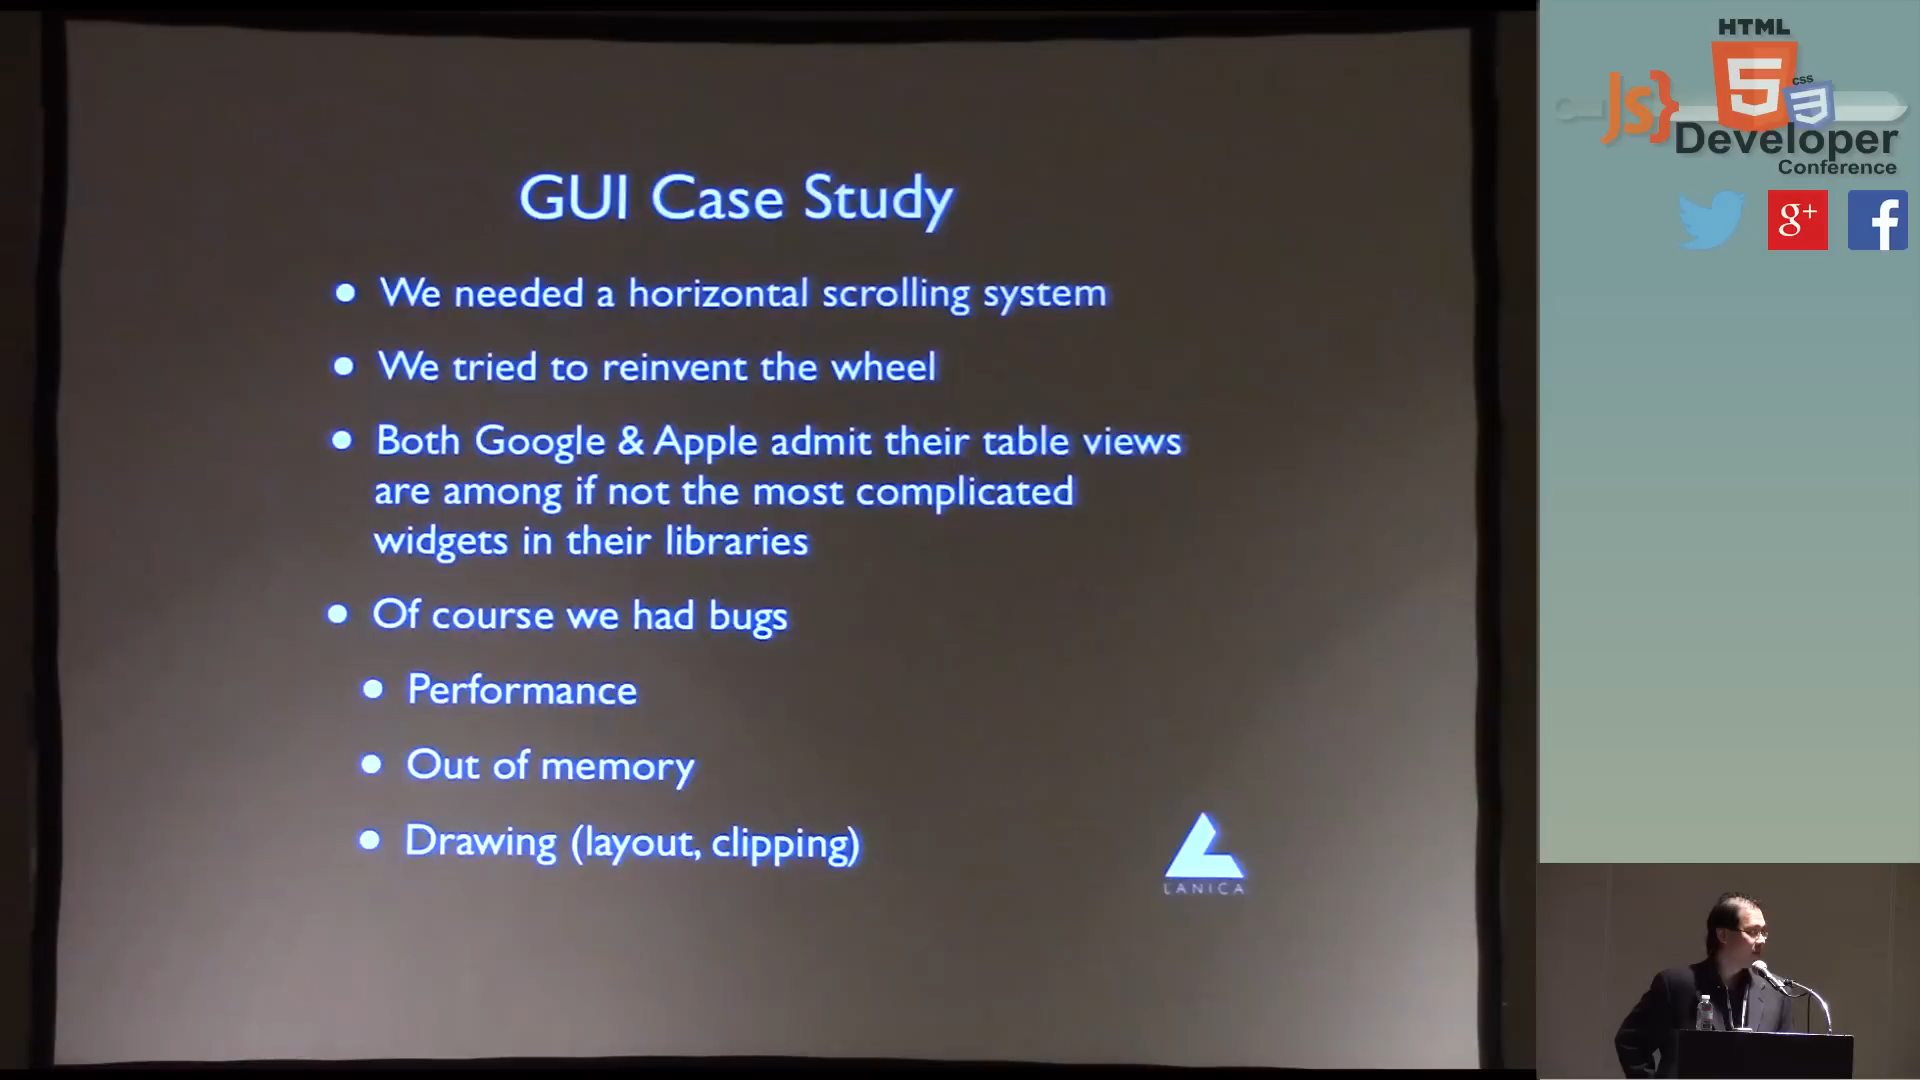 GUI Case Study
● We needed a horizontal scrolling system
● We tried to reinvent the wheel
● Both Google & Apple admit their table views
are among if not the most complicated
widgets in their libraries
● Of course we had bugs
● Performance
● Out of memory
● Drawing (layout, clipping)
LANICA
HTML
5
CSS
3
JS}
Developer
Conference
g+
f